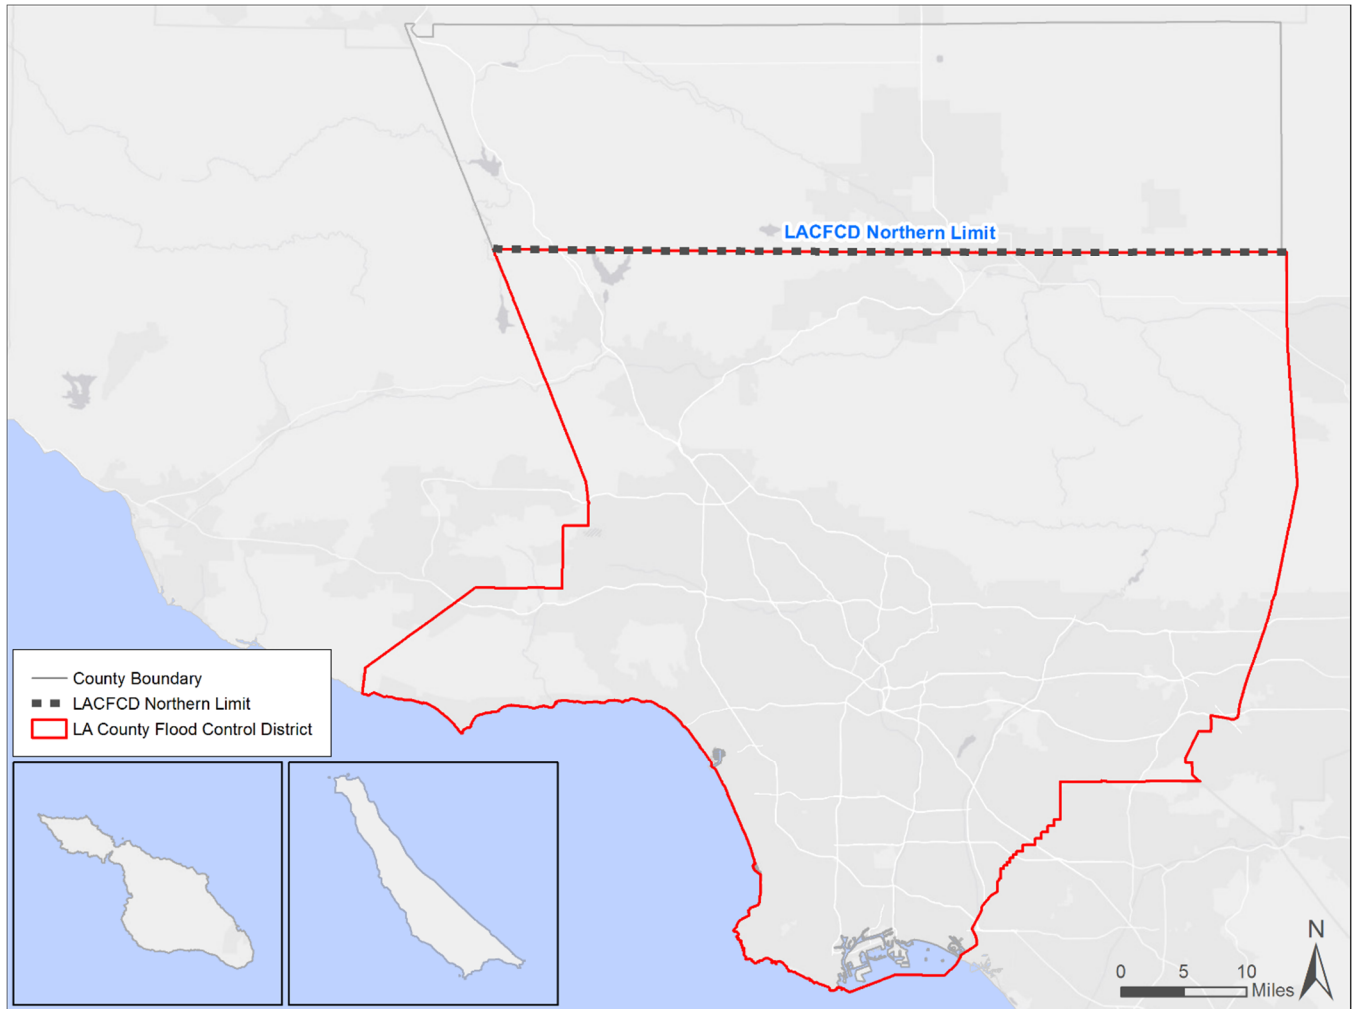 LACFCD Northern Limit
County Boundary
LACFCD Northern Limit
LA County Flood Control District
N
0 5 10
Miles